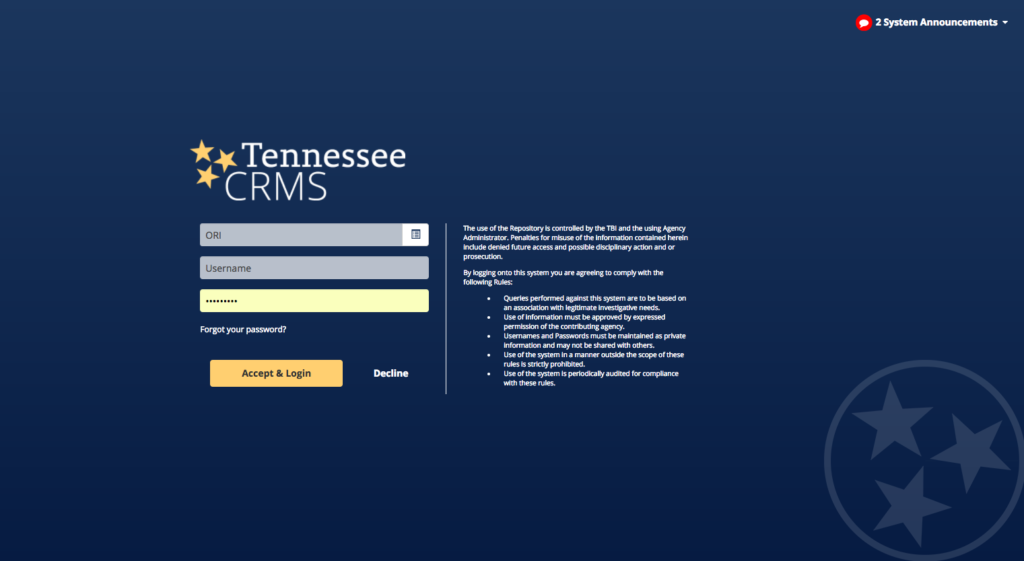 2 System Announcements
Tennessee
CRMS
ORI
Username
•••••••••
Forgot your password?
Accept & Login
Decline
The use of the Repository is controlled by the TBI and the using Agency
Administrator. Penalties for misuse of the information contained herein
include denied future access and possible disciplinary action and or
prosecution.
By logging onto this system you are agreeing to comply with the
following Rules:
• Queries performed against this system are to be based on
an association with legitimate investigative needs.
• Use of information must be approved by expressed
permission of the contributing agency.
• Usernames and Passwords must be maintained as private
information and may not be shared with others.
• Use of the system in a manner outside the scope of these
rules is strictly prohibited.
• Use of the system is periodically audited for compliance
with these rules.